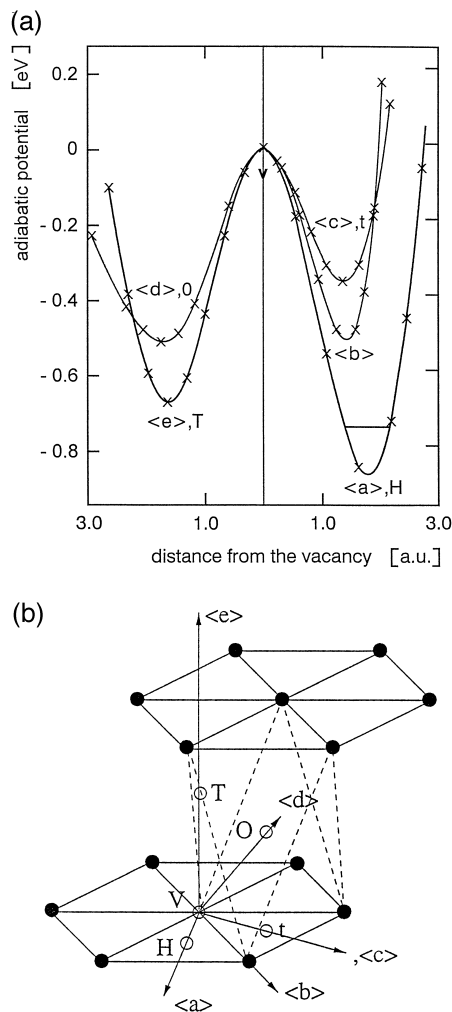 (a)
adiabatic potential [eV]
0.2
0
- 0.2
- 0.4
- 0.6
- 0.8
<c>,t
<d>,0
<b>
<e>,T
<a>,H
3.0 1.0 1.0 3.0
distance from the vacancy [a.u.]
(b)
<e>
T
<d>
O
V
H
t
,<c>
<b>
<a>